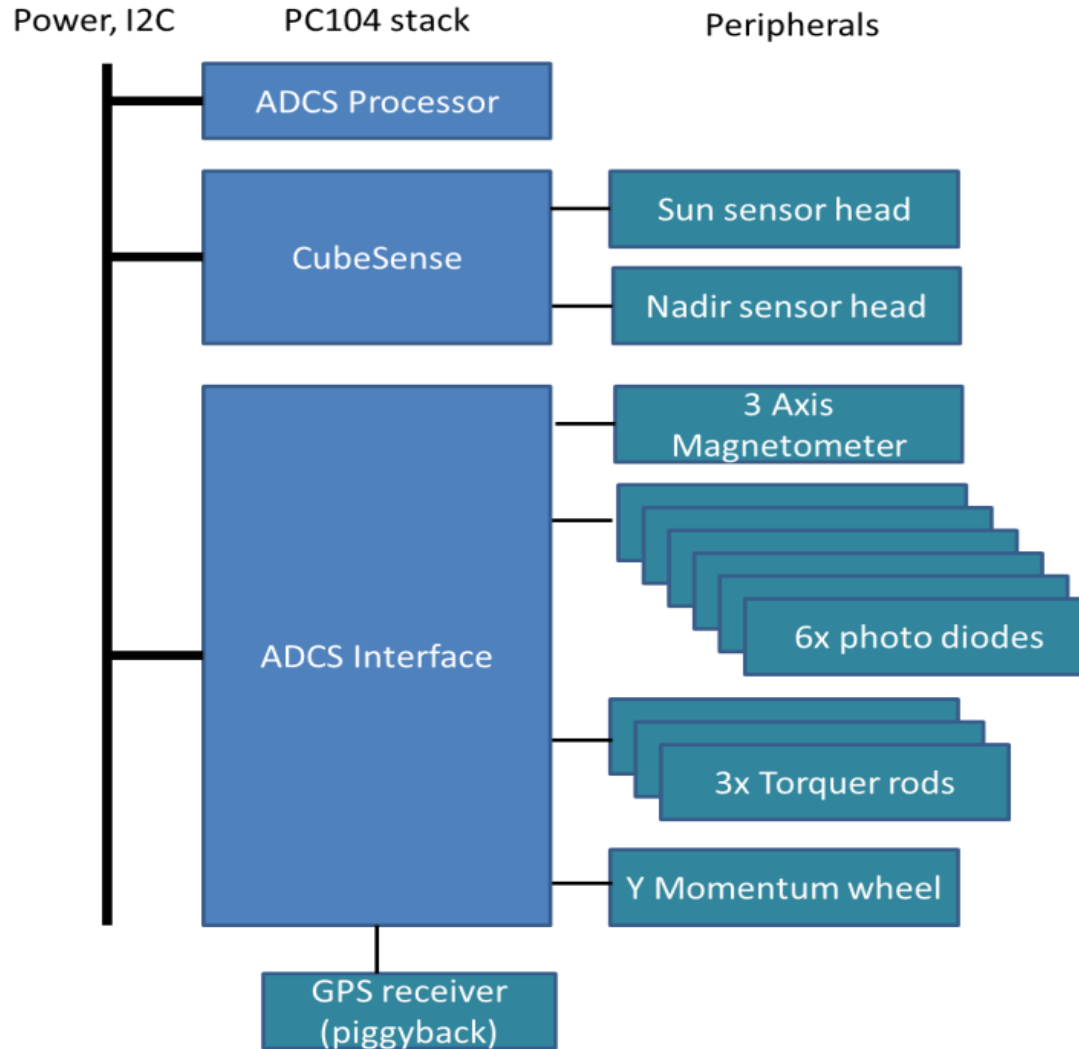 Power, I2C
PC104 stack
Peripherals
ADCS Processor
CubeSense
Sun sensor head
Nadir sensor head
ADCS Interface
3 Axis
Magnetometer
6x photo diodes
3x Torquer rods
Y Momentum wheel
GPS receiver
(piggyback)